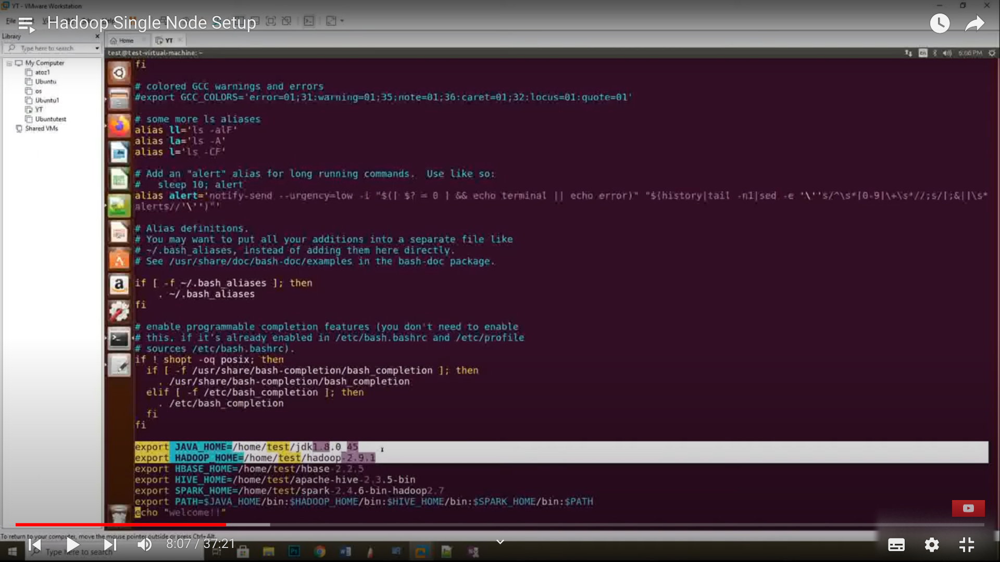 YT - VMware Workstation
File
Hadoop Single Node Setup
Library
Home
YT
Type here to search
test@test-virtual-machine: ~
en
6:06 PM
My Computer
atoz1
Ubuntu
os
Ubuntu1
YT
Ubuntutest
Shared VMs
fi
# colored GCC warnings and errors
#export GCC_COLORS='error=01;31:warning=01;35:note=01;36:caret=01;32:locus=01:quote=01'
# some more ls aliases
alias ll='ls -alF'
alias la='ls -A'
alias l='ls -CF'
# Add an "alert" alias for long running commands.  Use like so:
#   sleep 10; alert
alias alert='notify-send --urgency=low -i "$([ $? = 0 ] && echo terminal || echo error)" "$(history|tail -n1|sed -e '\''s/^\s*[0-9]\+\s*//;s/[;&|]\s*
alert$//'\'')"'
# Alias definitions.
# You may want to put all your additions into a separate file like
# ~/.bash_aliases, instead of adding them here directly.
# See /usr/share/doc/bash-doc/examples in the bash-doc package.
if [ -f ~/.bash_aliases ]; then
    . ~/.bash_aliases
fi
# enable programmable completion features (you don't need to enable
# this, if it's already enabled in /etc/bash.bashrc and /etc/profile
# sources /etc/bash.bashrc).
if ! shopt -oq posix; then
  if [ -f /usr/share/bash-completion/bash_completion ]; then
    . /usr/share/bash-completion/bash_completion
  elif [ -f /etc/bash_completion ]; then
    . /etc/bash_completion
  fi
fi
export JAVA_HOME=/home/test/jdk1.8.0_45
export HADOOP_HOME=/home/test/hadoop-2.9.1
export HBASE_HOME=/home/test/hbase-2.2.5
export HIVE_HOME=/home/test/apache-hive-2.3.5-bin
export SPARK_HOME=/home/test/spark-2.4.6-bin-hadoop2.7
export PATH=$JAVA_HOME/bin:$HADOOP_HOME/bin:$HIVE_HOME/bin:$SPARK_HOME/bin:$PATH
echo "welcome!!"
To return to your computer, move the mouse pointer outside or press Ctrl+Alt.
8:07 / 37:21
Type here to search